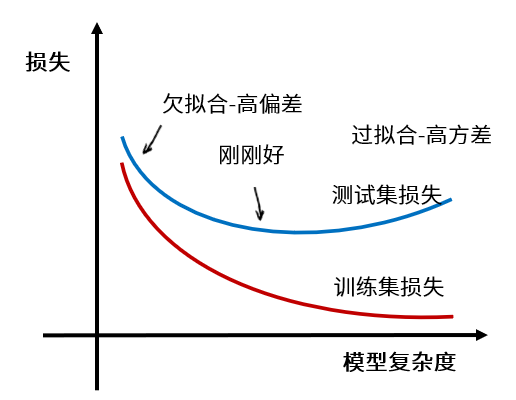 损失
欠拟合-高偏差
过拟合-高方差
刚刚好
测试集损失
训练集损失
模型复杂度